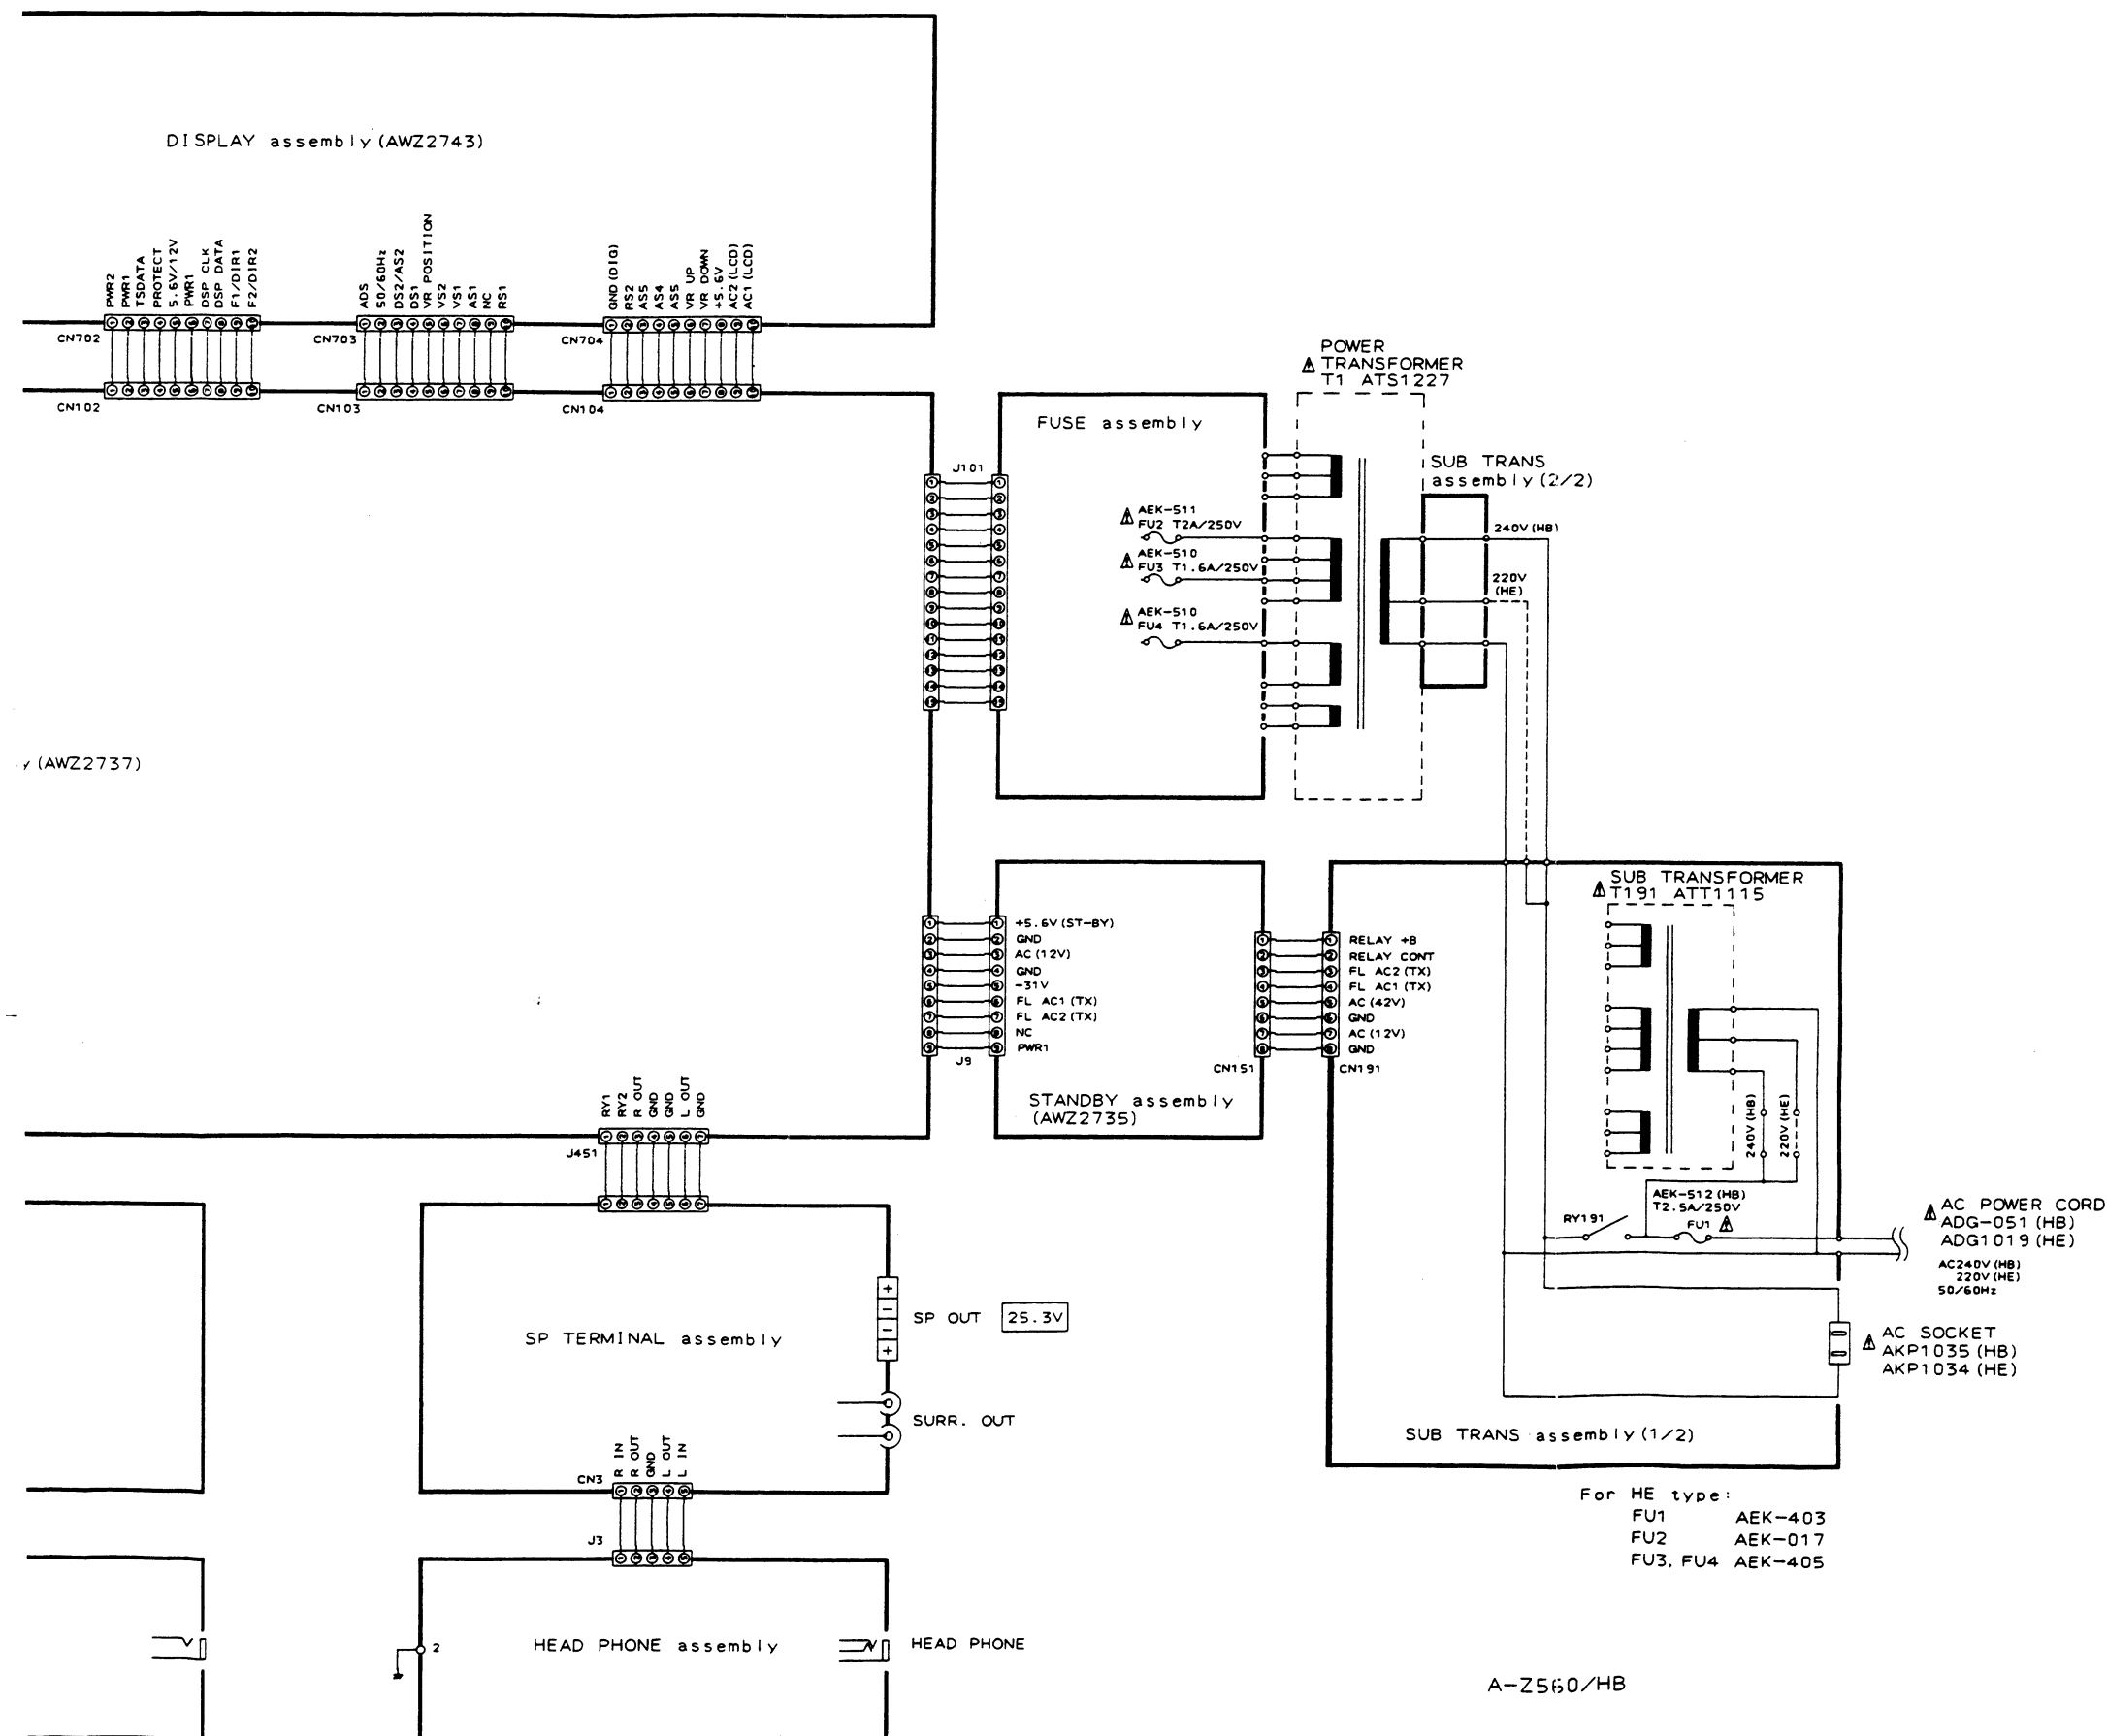 DISPLAY assembly (AWZ2743)
PWR2
PWR1
TSDATA
PROTECT
5.6V/12V
PWR1
DSP CLK
DSP DATA
F1/DIR1
F2/DIR2
ADS
50/60Hz
DS2/AS2
DS1
VR POSITION
VS2
VS1
AS1
NC
RS1
GND (DIG)
RS2
AS5
AS4
AS5
VR UP
VR DOWN
+5.6V
AC2 (LCD)
AC1 (LCD)
CN702
CN703
CN704
CN102
CN103
CN104
POWER
TRANSFORMER
T1 ATS1227
FUSE assembly
J101
SUB TRANS
assembly (2/2)
AEK-511
FU2 T2A/250V
AEK-510
FU3 T1.6A/250V
AEK-510
FU4 T1.6A/250V
240V (HB)
220V
(HE)
y (AWZ2737)
SUB TRANSFORMER
T191 ATT1115
+5.6V (ST-BY)
GND
AC (12V)
GND
-31V
FL AC1 (TX)
FL AC2 (TX)
NC
PWR1
J9
RELAY +B
RELAY CONT
FL AC2 (TX)
FL AC1 (TX)
AC (42V)
GND
AC (12V)
GND
CN151
CN191
STANDBY assembly
(AWZ2735)
240V (HB)
220V (HE)
RY1
RY2
R OUT
GND
GND
L OUT
GND
J451
AEK-512 (HB)
T2.5A/250V
RY191
FU1
AC POWER CORD
ADG-051 (HB)
ADG1019 (HE)
AC240V (HB)
220V (HE)
50/60Hz
SP TERMINAL assembly
+
−
−
+
SP OUT 25.3V
AC SOCKET
AKP1035 (HB)
AKP1034 (HE)
SURR. OUT
SUB TRANS assembly (1/2)
R IN
R OUT
GND
L OUT
L IN
CN3
J3
For HE type:
FU1 AEK-403
FU2 AEK-017
FU3, FU4 AEK-405
2
HEAD PHONE assembly
HEAD PHONE
A-Z560/HB